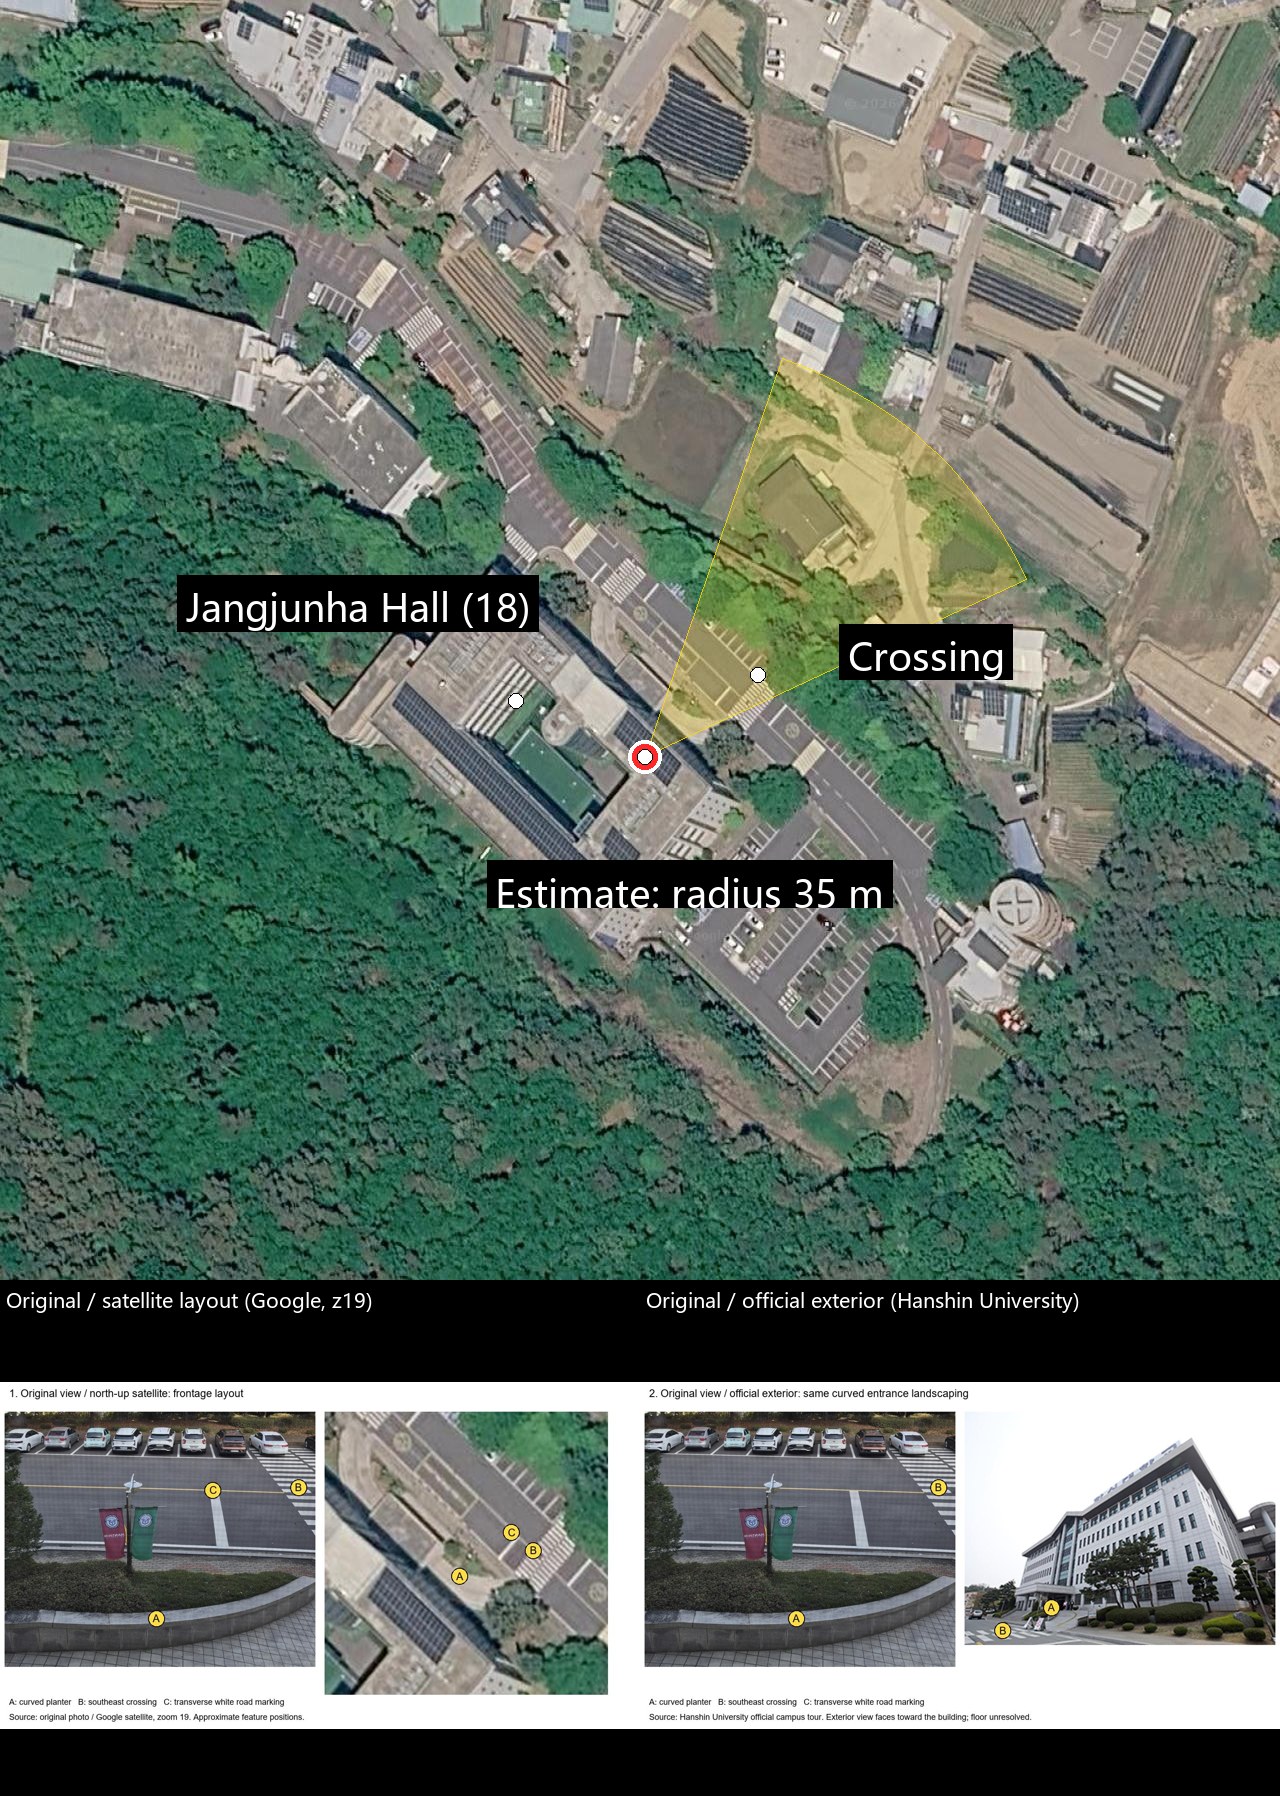 Jangjunha Hall (18)
Crossing
Estimate: radius 35 m
Original / satellite layout (Google, z19)
Original / official exterior (Hanshin University)
1. Original view / north-up satellite: frontage layout
2. Original view / official exterior: same curved entrance landscaping
C
B
A
C
B
A
B
A
A
B
A: curved planter B: southeast crossing C: transverse white road marking
Source: original photo / Google satellite, zoom 19. Approximate feature positions.
A: curved planter B: southeast crossing C: transverse white road marking
Source: Hanshin University official campus tour. Exterior view faces toward the building; floor unresolved.